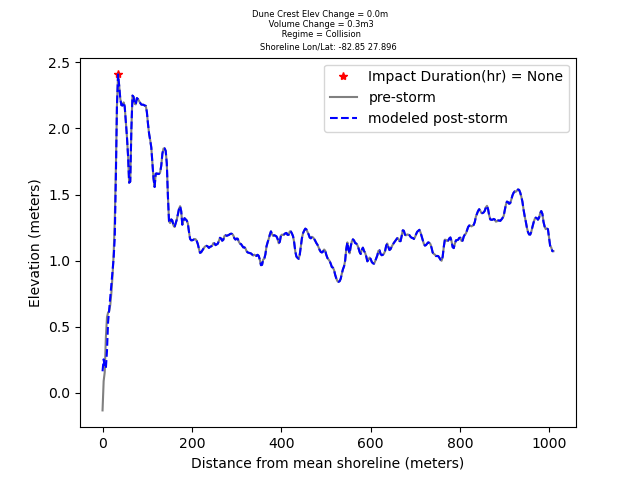 Dune Crest Elev Change = 0.0m
Volume Change = 0.3m3
Regime = Collision
Shoreline Lon/Lat: -82.85 27.896
Impact Duration(hr) = None
pre-storm
modeled post-storm
Elevation (meters)
2.5
2.0
1.5
1.0
0.5
0.0
0 200 400 600 800 1000
Distance from mean shoreline (meters)